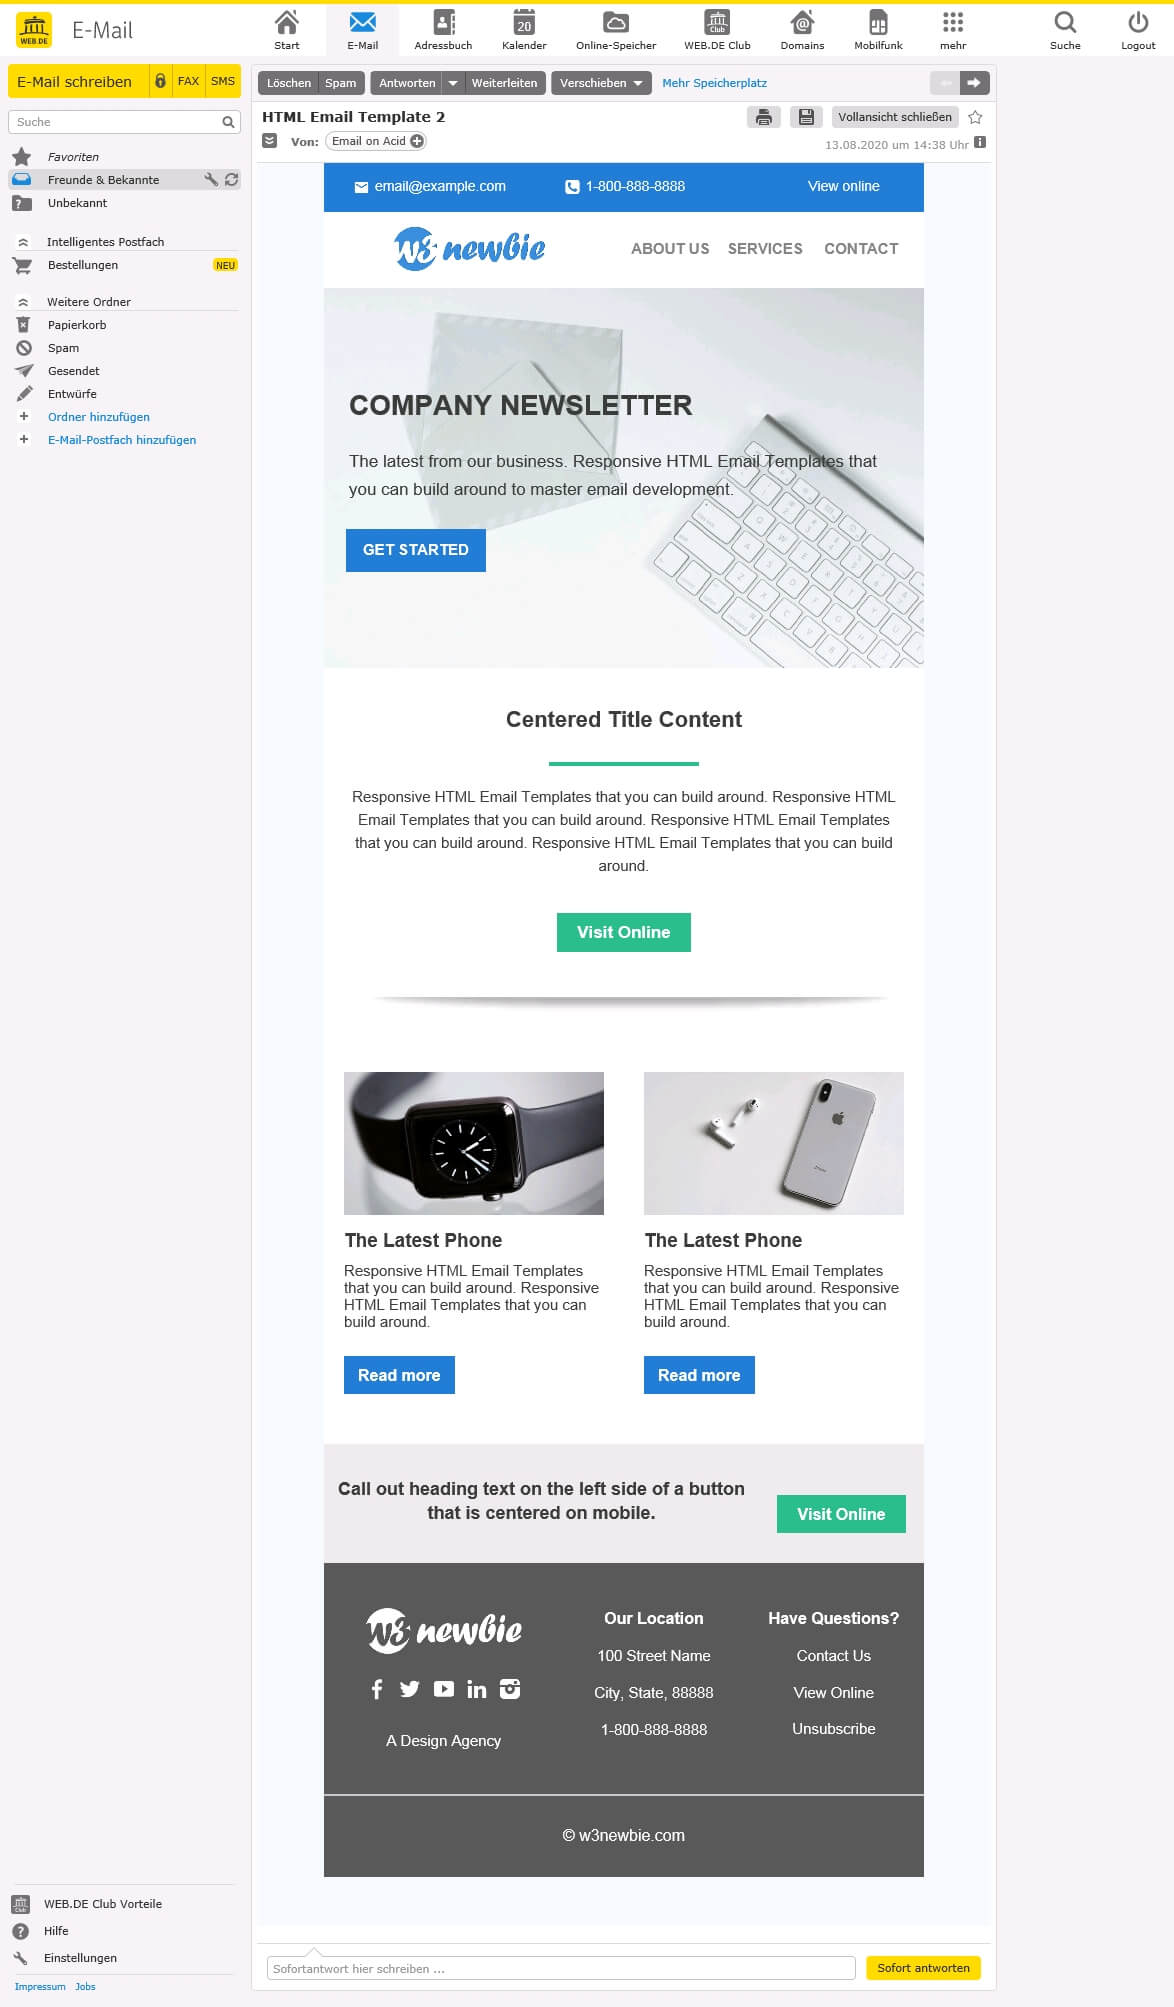 WEB.DE
E-Mail
Start
E-Mail
Adressbuch
20
Kalender
Online-Speicher
Club
WEB.DE Club
Domains
Mobilfunk
mehr
Suche
Logout
E-Mail schreiben
FAX
SMS
Suche
Favoriten
Freunde & Bekannte
Unbekannt
Intelligentes Postfach
Bestellungen
NEU
Weitere Ordner
Papierkorb
Spam
Gesendet
Entwürfe
Ordner hinzufügen
E-Mail-Postfach hinzufügen
Löschen
Spam
Antworten
Weiterleiten
Verschieben
Mehr Speicherplatz
HTML Email Template 2
Vollansicht schließen
Von:
Email on Acid
13.08.2020 um 14:38 Uhr
email@example.com
1-800-888-8888
View online
w3 newbie
ABOUT US
SERVICES
CONTACT
COMPANY NEWSLETTER
The latest from our business. Responsive HTML Email Templates that
you can build around to master email development.
GET STARTED
Centered Title Content
Responsive HTML Email Templates that you can build around. Responsive HTML
Email Templates that you can build around. Responsive HTML Email Templates
that you can build around. Responsive HTML Email Templates that you can build
around.
Visit Online
The Latest Phone
Responsive HTML Email Templates
that you can build around. Responsive
HTML Email Templates that you can
build around.
Read more
The Latest Phone
Responsive HTML Email Templates
that you can build around. Responsive
HTML Email Templates that you can
build around.
Read more
Call out heading text on the left side of a button
that is centered on mobile.
Visit Online
w3 newbie
A Design Agency
Our Location
100 Street Name
City, State, 88888
1-800-888-8888
Have Questions?
Contact Us
View Online
Unsubscribe
© w3newbie.com
Club
WEB.DE Club Vorteile
Hilfe
Einstellungen
Impressum
Jobs
Sofortantwort hier schreiben ...
Sofort antworten